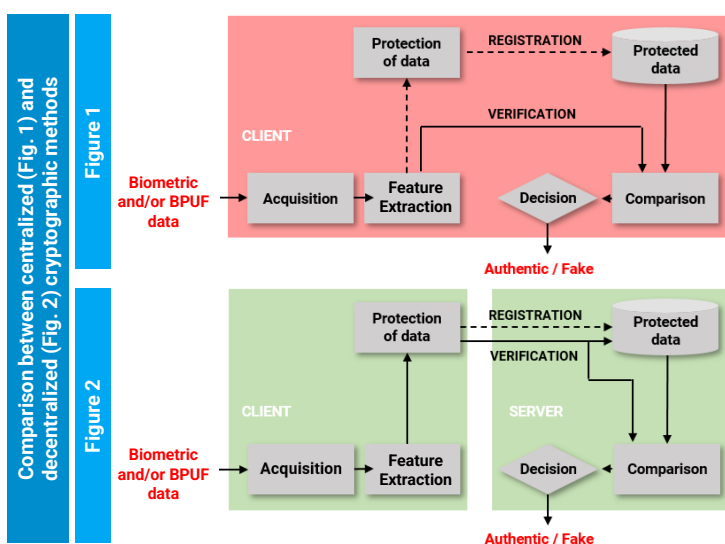 Comparison between centralized (Fig. 1) and
decentralized (Fig. 2) cryptographic methods
Figure 1
Protection
of data
REGISTRATION
Protected
data
CLIENT
VERIFICATION
Biometric
and/or BPUF
data
Acquisition
Feature
Extraction
Decision
Comparison
Authentic / Fake
Figure 2
Protection
of data
REGISTRATION
VERIFICATION
Protected
data
CLIENT
SERVER
Biometric
and/or BPUF
data
Acquisition
Feature
Extraction
Decision
Comparison
Authentic / Fake